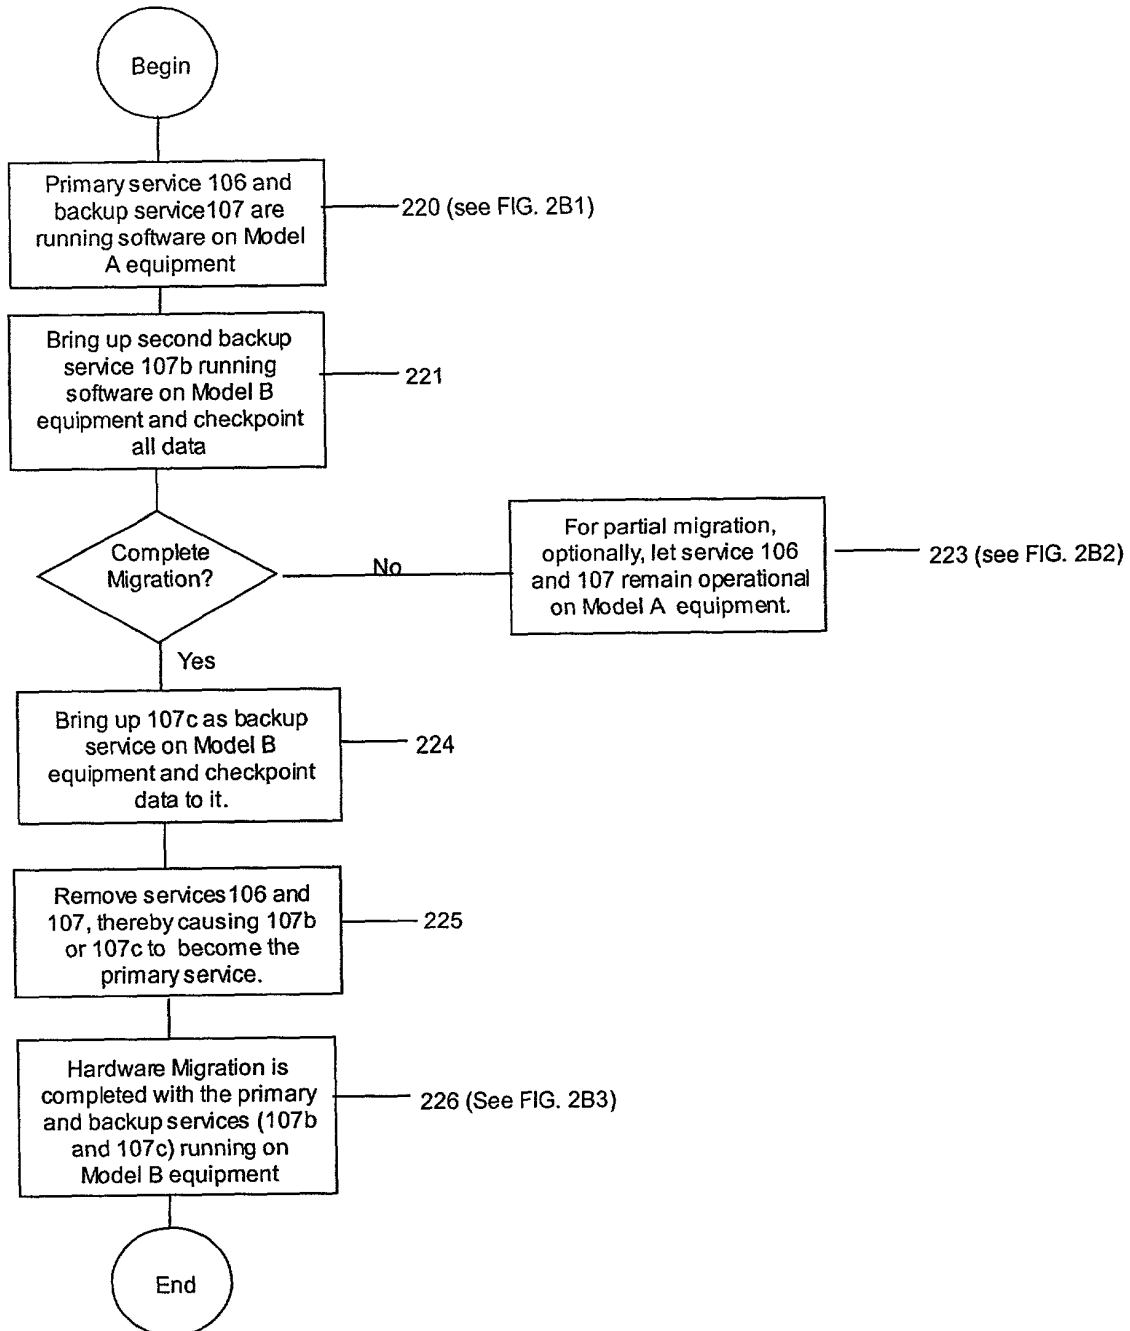 Begin
Primary service 106 and
backup service107 are
running software on Model
A equipment
220 (see FIG. 2B1)
Bring up second backup
service 107b running
software on Model B
equipment and checkpoint
all data
221
Complete
Migration?
No
For partial migration,
optionally, let service 106
and 107 remain operational
on Model A equipment.
223 (see FIG. 2B2)
Yes
Bring up 107c as backup
service on Model B
equipment and checkpoint
data to it.
224
Remove services106 and
107, thereby causing 107b
or 107c to become the
primary service.
225
Hardware Migration is
completed with the primary
and backup services (107b
and 107c) running on
Model B equipment
226 (See FIG. 2B3)
End